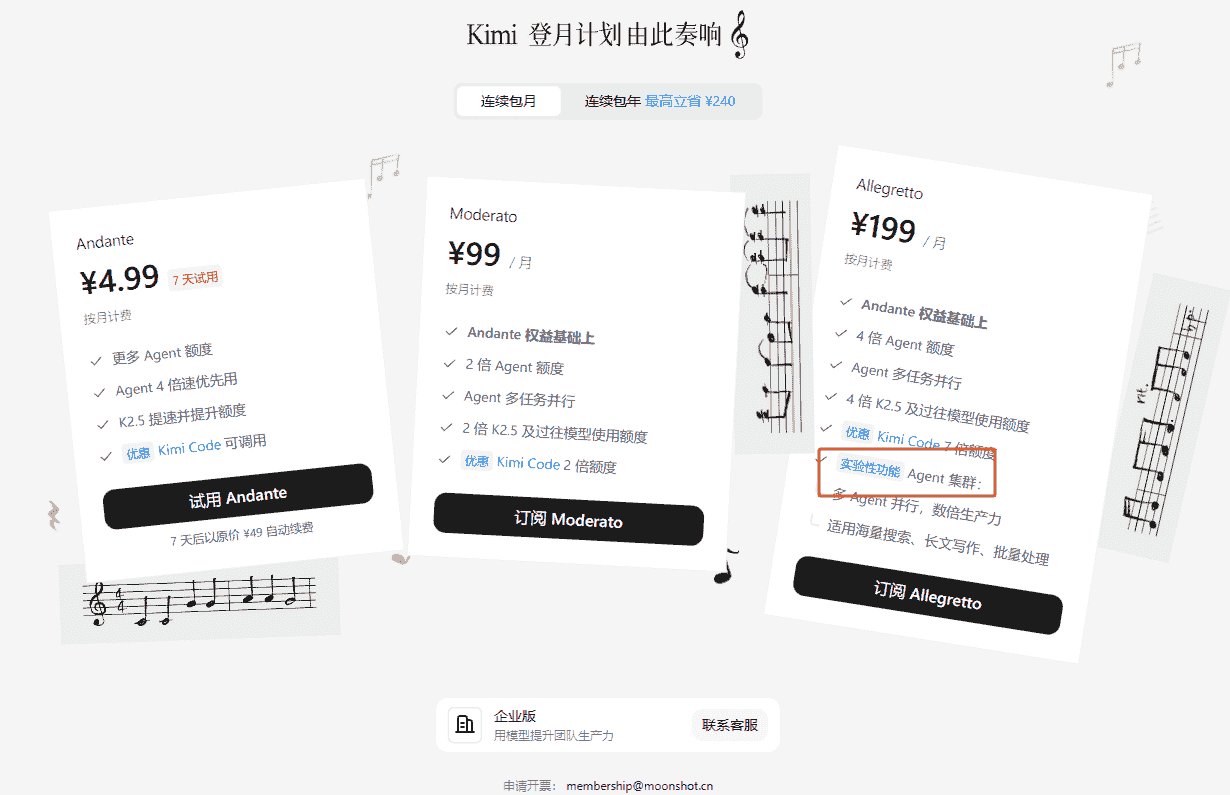 Kimi 登月计划由此奏响
连续包月
连续包年 最高立省 ¥240
Andante
¥4.99 7 天试用
按月计费
更多 Agent 额度
Agent 4 倍速优先用
K2.5 提速并提升额度
优惠 Kimi Code 可调用
试用 Andante
7 天后以原价 ¥49 自动续费
Moderato
¥99 / 月
按月计费
Andante 权益基础上
2 倍 Agent 额度
Agent 多任务并行
2 倍 K2.5 及过往模型使用额度
优惠 Kimi Code 2 倍额度
订阅 Moderato
Allegretto
¥199 / 月
按月计费
Andante 权益基础上
4 倍 Agent 额度
Agent 多任务并行
4 倍 K2.5 及过往模型使用额度
优惠 Kimi Code 7 倍额度
实验性功能 Agent 集群：
多 Agent 并行，数倍生产力
适用海量搜索、长文写作、批量处理
订阅 Allegretto
企业版
用模型提升团队生产力
联系客服
申请开票： membership@moonshot.cn